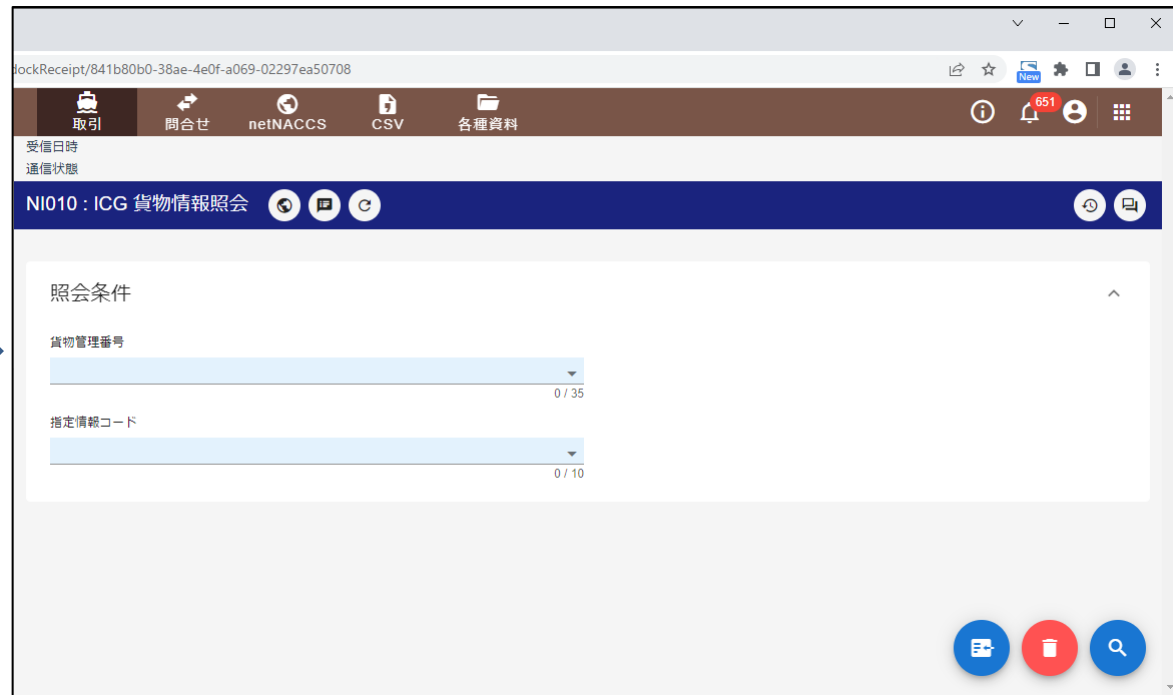 dockReceipt/841b80b0-38ae-4e0f-a069-02297ea50708
New
取引 問合せ netNACCS CSV 各種資料 651
受信日時
通信状態
NI010 : ICG 貨物情報照会
照会条件
貨物管理番号
0 / 35
指定情報コード
0 / 10